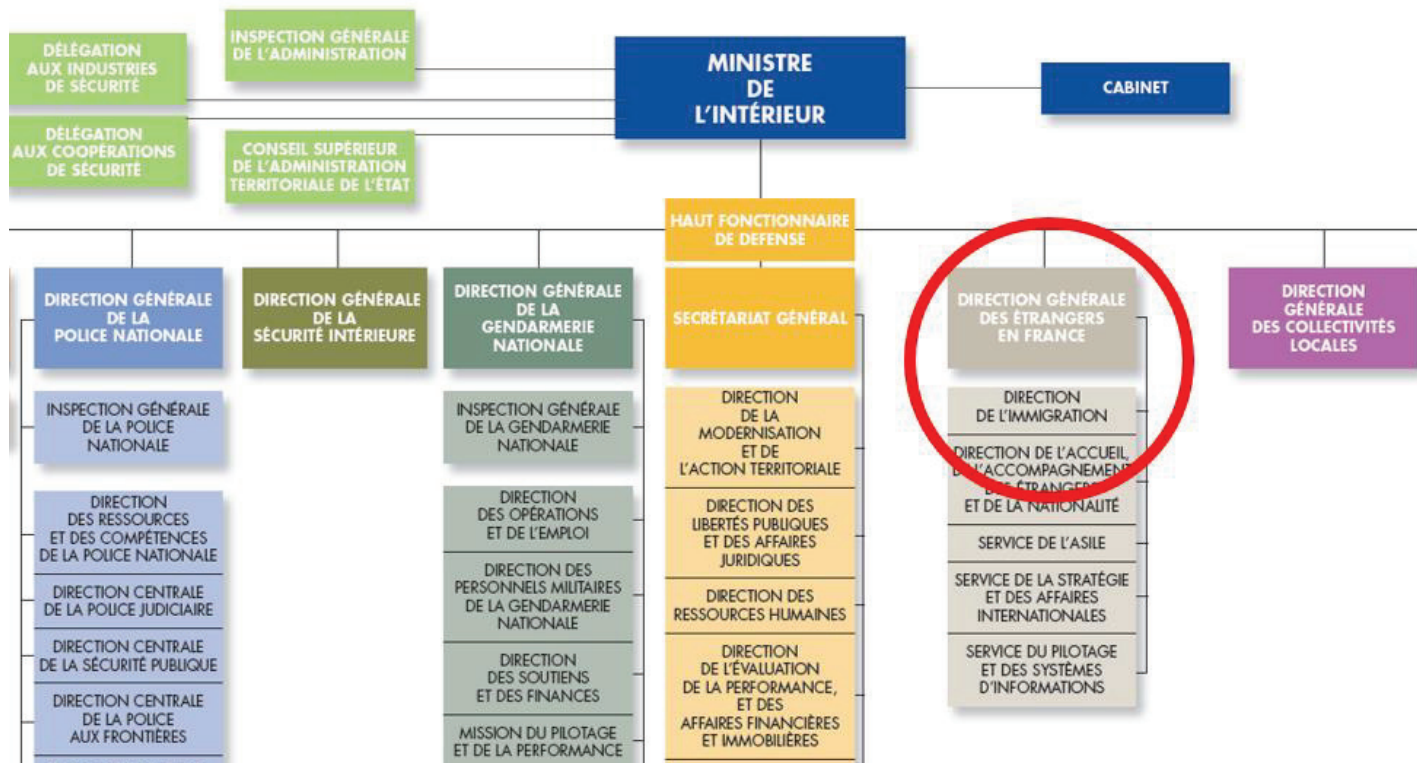 DÉLÉGATION
AUX INDUSTRIES
DE SÉCURITÉ
INSPECTION GÉNÉRALE
DE L'ADMINISTRATION
MINISTRE
DE
L'INTÉRIEUR
CABINET
DÉLÉGATION
AUX COOPÉRATIONS
DE SÉCURITÉ
CONSEIL SUPÉRIEUR
DE L'ADMINISTRATION
TERRITORIALE DE L'ÉTAT
HAUT FONCTIONNAIRE
DE DEFENSE
DIRECTION GÉNÉRALE
DE LA
POLICE NATIONALE
DIRECTION GÉNÉRALE
DE LA
SÉCURITÉ INTÉRIEURE
DIRECTION GÉNÉRALE
DE LA
GENDARMERIE
NATIONALE
SECRÉTARIAT GÉNÉRAL
DIRECTION GÉNÉRALE
DES ÉTRANGERS
EN FRANCE
DIRECTION
GÉNÉRALE
DES COLLECTIVITÉS
LOCALES
INSPECTION GÉNÉRALE
DE LA POLICE
NATIONALE
DIRECTION
DES RESSOURCES
ET DES COMPÉTENCES
DE LA POLICE NATIONALE
DIRECTION CENTRALE
DE LA POLICE JUDICIAIRE
DIRECTION CENTRALE
DE LA SÉCURITÉ PUBLIQUE
DIRECTION CENTRALE
DE LA POLICE
AUX FRONTIÈRES
INSPECTION GÉNÉRALE
DE LA GENDARMERIE
NATIONALE
DIRECTION
DES OPÉRATIONS
ET DE L'EMPLOI
DIRECTION DES
PERSONNELS MILITAIRES
DE LA GENDARMERIE
NATIONALE
DIRECTION
DES SOUTIENS
ET DES FINANCES
MISSION DU PILOTAGE
ET DE LA PERFORMANCE
DIRECTION
DE LA
MODERNISATION
ET DE
L'ACTION TERRITORIALE
DIRECTION DES
LIBERTÉS PUBLIQUES
ET DES AFFAIRES
JURIDIQUES
DIRECTION DES
RESSOURCES HUMAINES
DIRECTION
DE L'ÉVALUATION
DE LA PERFORMANCE,
ET DES
AFFAIRES FINANCIÈRES
ET IMMOBILIÈRES
DIRECTION
DE L'IMMIGRATION
DIRECTION DE L'ACCUEIL,
L'ACCOMPAGNEMENT
DES ÉTRANGERS
ET DE LA NATIONALITÉ
SERVICE DE L'ASILE
SERVICE DE LA STRATÉGIE
ET DES AFFAIRES
INTERNATIONALES
SERVICE DU PILOTAGE
ET DES SYSTÈMES
D'INFORMATIONS